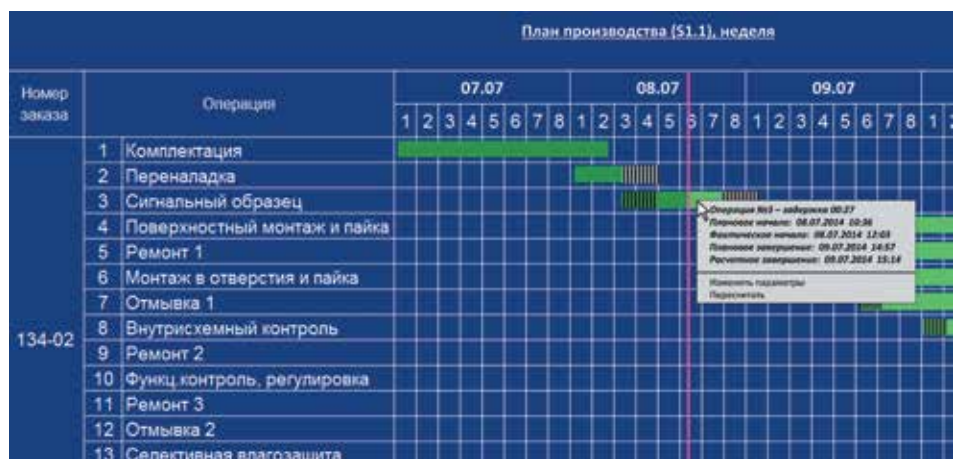 План производства (S1.1), неделя
Номер заказа
Операция
07.07
08.07
09.07
1 2 3 4 5 6 7 8 1 2 3 4 5 6 7 8 1 2 3 4 5 6 7 8 1
134-02
1 Комплектация
2 Переналадка
3 Сигнальный образец
4 Поверхностный монтаж и пайка
5 Ремонт 1
6 Монтаж в отверстия и пайка
7 Отмывка 1
8 Внутрисхемный контроль
9 Ремонт 2
10 Функц.контроль, регулировка
11 Ремонт 3
12 Отмывка 2
13 Селективная влагозащита
Операция №3 – задержка 00:27
Плановое начало: 08.07.2014 10:36
Фактическое начало: 08.07.2014 12:03
Плановое завершение: 09.07.2014 14:57
Расчетное завершение: 09.07.2014 15:14
Изменить параметры
Пересчитать